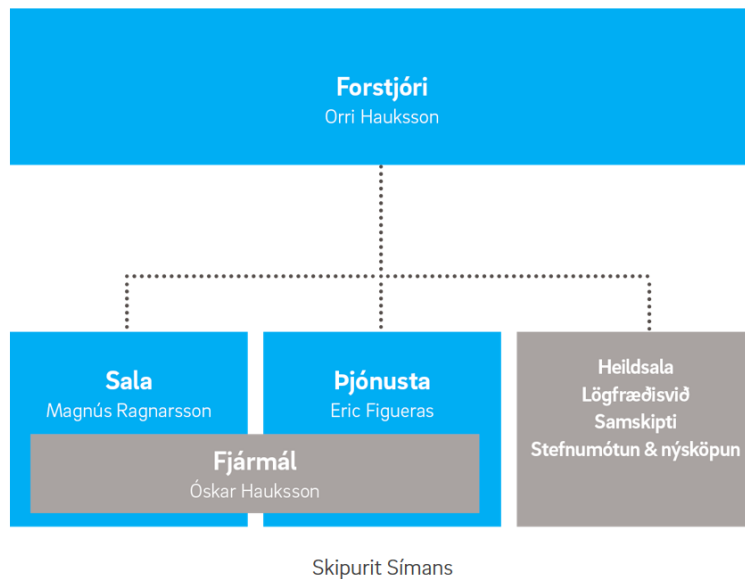 Forstjóri
Orri Hauksson
Sala
Magnús Ragnarsson
Þjónusta
Eric Figueras
Fjármál
Óskar Hauksson
Heildsala
Lögfræðisvið
Samskipti
Stefnumótun & nýsköpun
Skipurit Símans